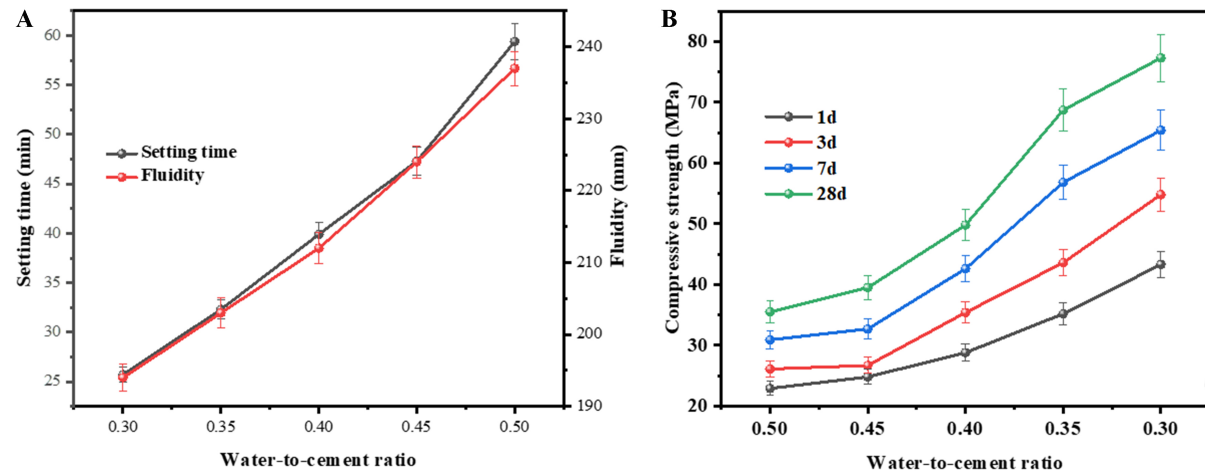 A
Setting time (min)
60
55
50
45
40
35
30
25
Setting time
Fluidity
240
230
220
210
200
190
Fluidity (mm)
0.30 0.35 0.40 0.45 0.50
Water-to-cement ratio
B
Compressive strength (MPa)
80
70
60
50
40
30
20
1d
3d
7d
28d
0.50 0.45 0.40 0.35 0.30
Water-to-cement ratio